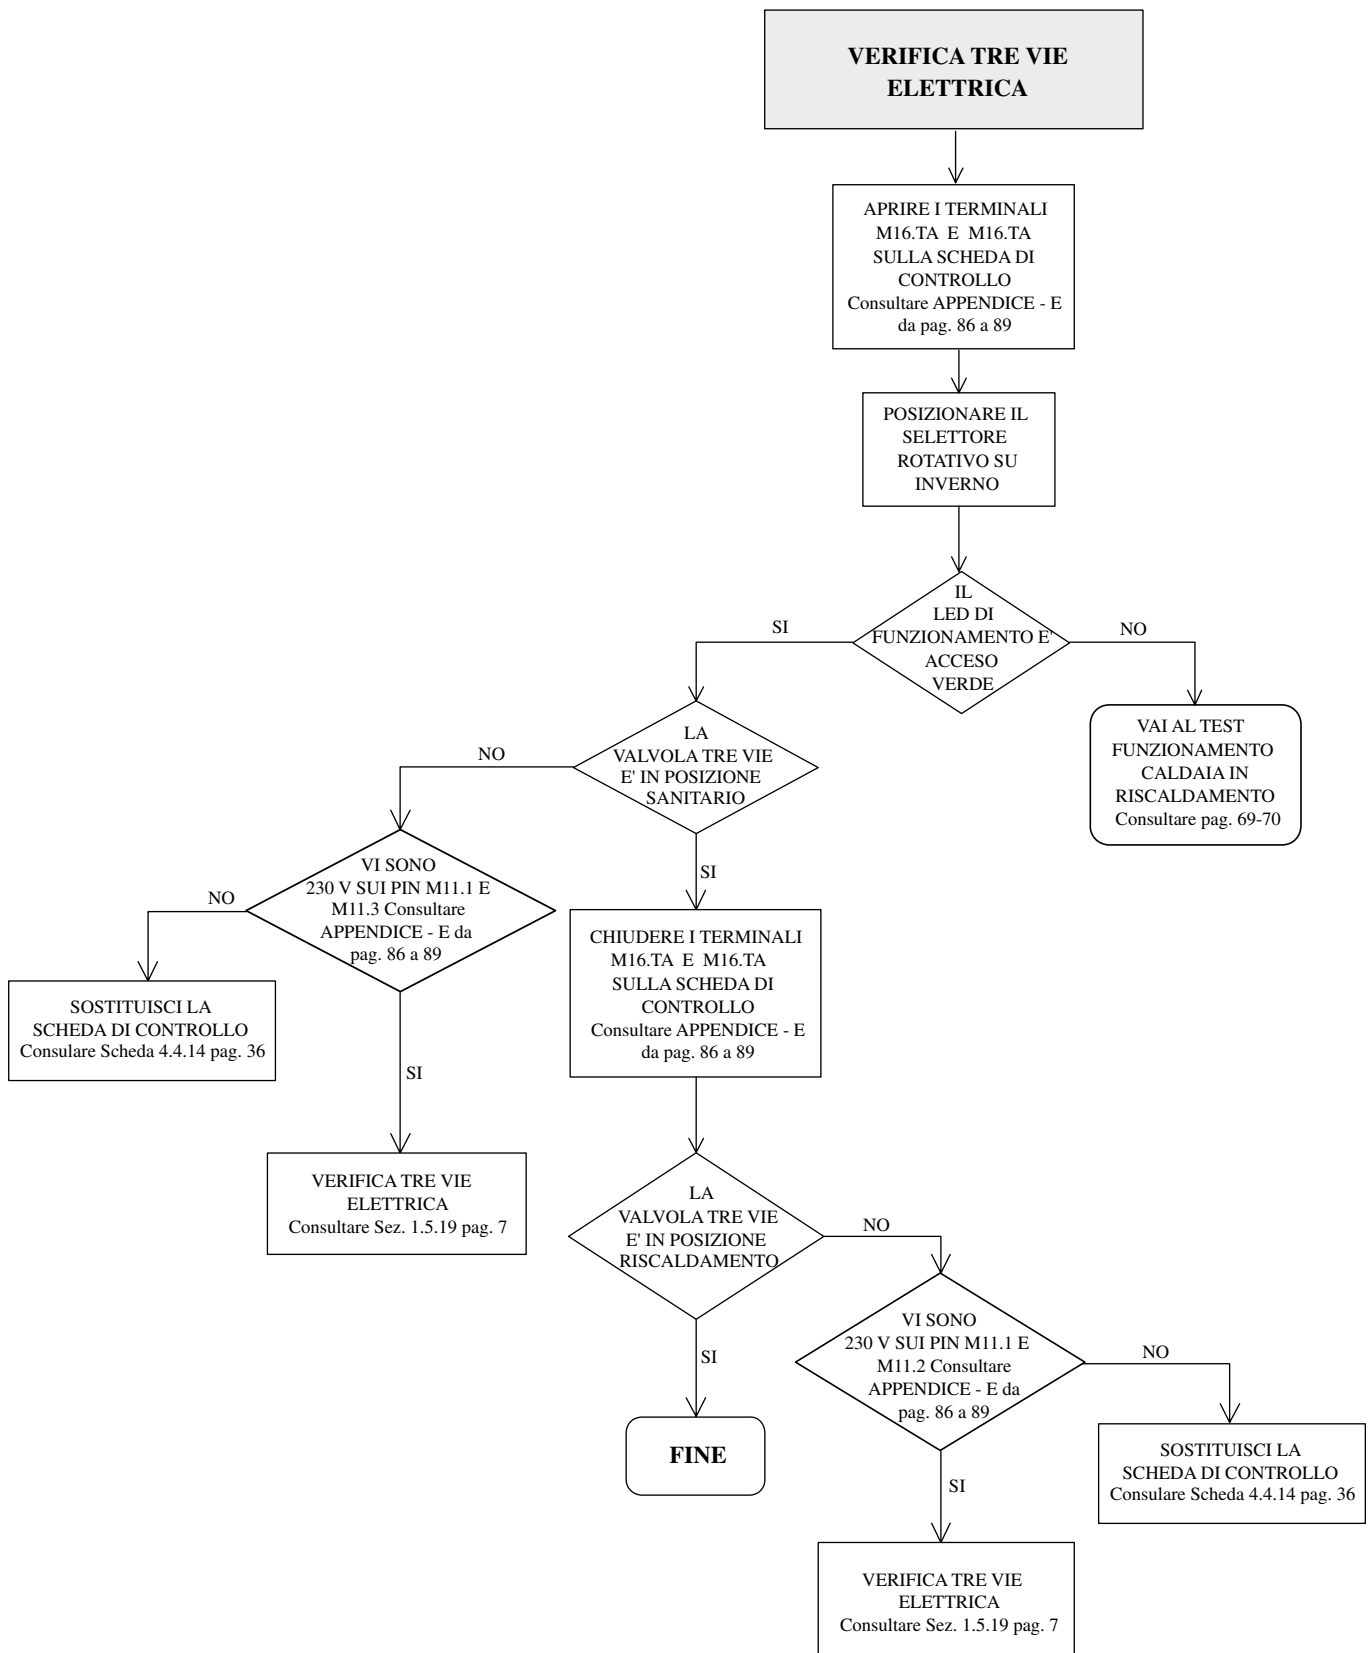 VERIFICA TRE VIE
ELETTRICA
APRIRE I TERMINALI
M16.TA E M16.TA
SULLA SCHEDA DI
CONTROLLO
Consultare APPENDICE - E
da pag. 86 a 89
POSIZIONARE IL
SELETTORE
ROTATIVO SU
INVERNO
IL
LED DI
FUNZIONAMENTO E'
ACCESO
VERDE
SI
NO
VAI AL TEST
FUNZIONAMENTO
CALDAIA IN
RISCALDAMENTO
Consultare pag. 69-70
LA
VALVOLA TRE VIE
E' IN POSIZIONE
SANITARIO
NO
SI
VI SONO
230 V SUI PIN M11.1 E
M11.3 Consultare
APPENDICE - E da
pag. 86 a 89
NO
SI
SOSTITUISCI LA
SCHEDA DI CONTROLLO
Consulare Scheda 4.4.14 pag. 36
VERIFICA TRE VIE
ELETTRICA
Consultare Sez. 1.5.19 pag. 7
CHIUDERE I TERMINALI
M16.TA E M16.TA
SULLA SCHEDA DI
CONTROLLO
Consultare APPENDICE - E
da pag. 86 a 89
LA
VALVOLA TRE VIE
E' IN POSIZIONE
RISCALDAMENTO
NO
SI
FINE
VI SONO
230 V SUI PIN M11.1 E
M11.2 Consultare
APPENDICE - E da
pag. 86 a 89
NO
SI
SOSTITUISCI LA
SCHEDA DI CONTROLLO
Consulare Scheda 4.4.14 pag. 36
VERIFICA TRE VIE
ELETTRICA
Consultare Sez. 1.5.19 pag. 7